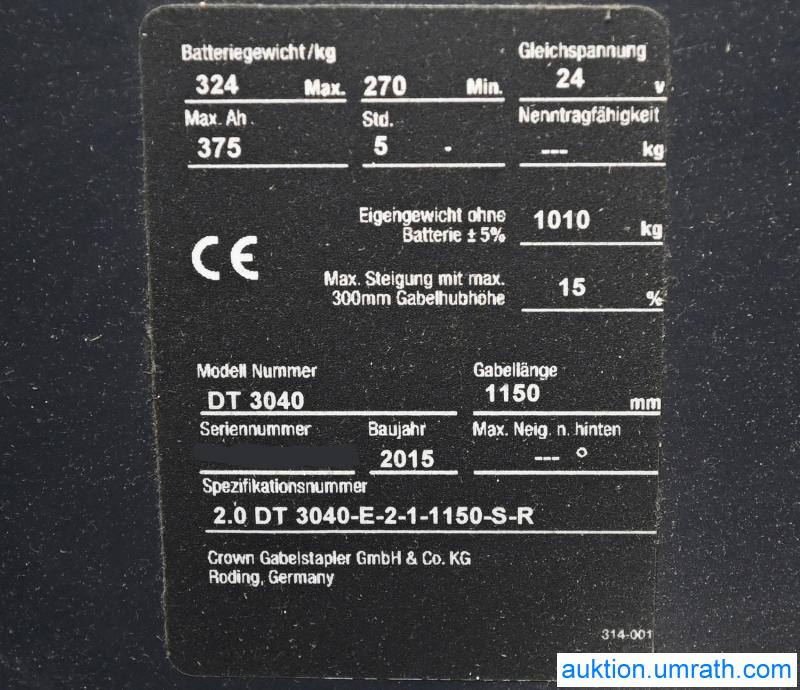 Batteriegewicht/kg Gleichspannung
324 Max. 270 Min. 24 v
Max. Ah. Std. Nenntragfähigkeit
375 5 - --- kg
Eigengewicht ohne
Batterie ± 5% 1010 kg
CE
Max. Steigung mit max.
300mm Gabelhubhöhe 15 %
Modell Nummer Gabellänge
DT 3040 1150 mm
Seriennummer Baujahr Max. Neig. n. hinten
2015 --- °
Spezifikationsnummer
2.0 DT 3040-E-2-1-1150-S-R
Crown Gabelstapler GmbH & Co. KG
Roding, Germany
314-001
auktion.umrath.com